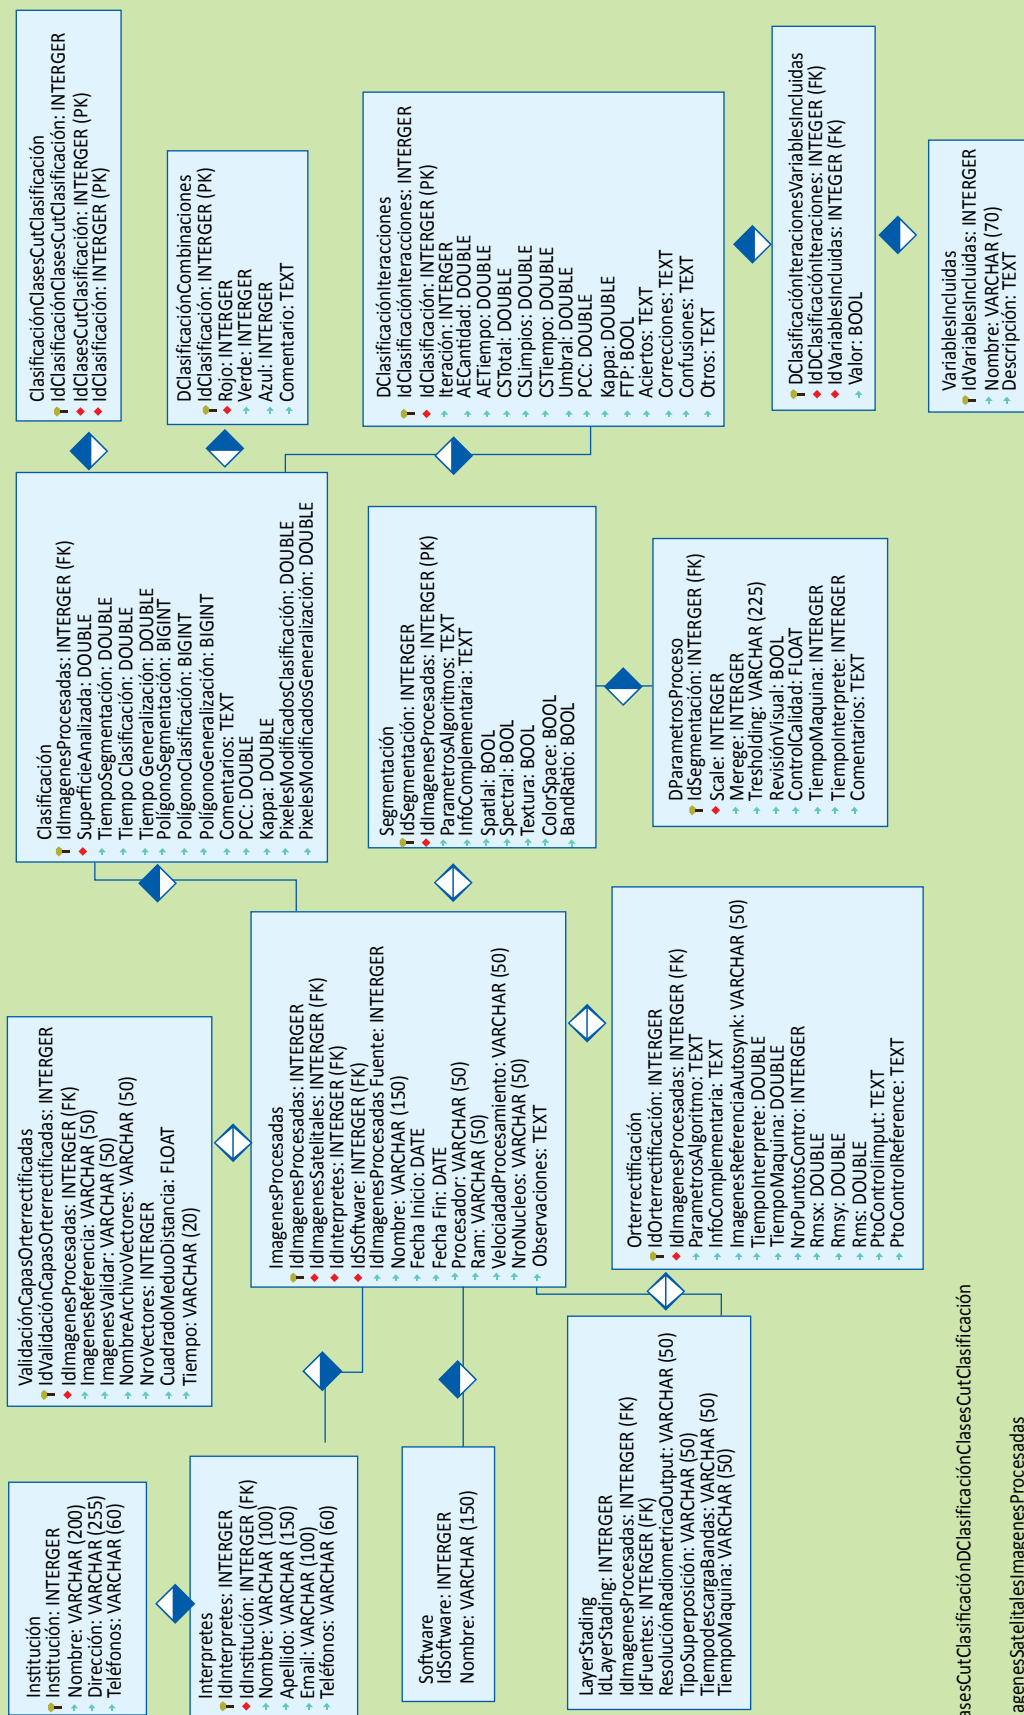 Institución
Institución: INTERGER
Nombre: VARCHAR (200)
Dirección: VARCHAR (255)
Teléfonos: VARCHAR (60)
Interpretes
IdInterpretes: INTERGER
IdInstitución: INTERGER (FK)
Nombre: VARCHAR (100)
Apellido: VARCHAR (150)
Email: VARCHAR (100)
Teléfonos: VARCHAR (60)
Software
IdSoftware: INTERGER
Nombre: VARCHAR (150)
LayerStading
IdLayerStading: INTERGER
IdImagenesProcesadas: INTERGER (FK)
IdFuentes: INTERGER (FK)
ResoluciónRadiometricaOutput: VARCHAR (50)
TipoSuperposición: VARCHAR (50)
TiempodescargaBandas: VARCHAR (50)
TiempoMaquina: VARCHAR (50)
ValidaciónCapasOrterrectificadas
IdValidaciónCapasOrterrectificadas: INTERGER
IdImagenesProcesadas: INTERGER (FK)
ImagenesReferencia: VARCHAR (50)
ImagenesValidar: VARCHAR (50)
NombreArchivoVectores: VARCHAR (50)
NroVectores: INTERGER
CuadradoMeduoDistancia: FLOAT
Tiempo: VARCHAR (20)
ImagenesProcesadas
IdImagenesProcesadas: INTERGER
IdImagenesSatelitales: INTERGER (FK)
IdInterpretes: INTERGER (FK)
IdSoftware: INTERGER (FK)
IdImagenesProcesadas Fuente: INTERGER
Nombre: VARCHAR (150)
Fecha Inicio: DATE
Fecha Fin: DATE
Procesador: VARCHAR (50)
Ram: VARCHAR (50)
VelociadadProcesamiento: VARCHAR (50)
NroNucleos: VARCHAR (50)
Observaciones: TEXT
Orterrectificación
IdOrterrectificación: INTERGER
IdImagenesProcesadas: INTERGER (FK)
ParametrosAlgoritmo: TEXT
InfoComplementaria: TEXT
ImagenesReferenciaAutosynk: VARCHAR (50)
TiempoInterprete: DOUBLE
TiempoMaquina: DOUBLE
NroPuntosContro: INTERGER
Rmsx: DOUBLE
Rmsy: DOUBLE
Rms: DOUBLE
PtoControlimput: TEXT
PtoControlReference: TEXT
Clasificación
IdImagenesProcesadas: INTERGER (FK)
SuperficieAnalizada: DOUBLE
TiempoSegmentación: DOUBLE
Tiempo Clasificación: DOUBLE
Tiempo Generalización: DOUBLE
PolígonoSegmentación: BIGINT
PolígonoClasificación: BIGINT
PolígonoGeneralización: BIGINT
Comentarios: TEXT
PCC: DOUBLE
Kappa: DOUBLE
PixelesModificadosClasificación: DOUBLE
PixelesModificadosGeneralización: DOUBLE
Segmentación
IdSegmentación: INTERGER
IdImagenesProcesadas: INTERGER (PK)
ParametrosAlgoritmos: TEXT
InfoComplementaria: TEXT
Spatial: BOOL
Spectral: BOOL
Textura: BOOL
ColorSpace: BOOL
BandRatio: BOOL
DParametrosProceso
IdSegmentación: INTERGER (FK)
Scale: INTERGER
Merege: INTERGER
Tresholding: VARCHAR (225)
RevisiónVisual: BOOL
ControlCalidad: FLOAT
TiempoMaquina: INTERGER
TiempoInterprete: INTERGER
Comentarios: TEXT
ClasificaciónClasesCutClasificación
IdClasificaciónClasesCutClasificación: INTERGER
IdClasesCutClasificación: INTERGER (PK)
IdClasificación: INTERGER (PK)
DClasificaciónCombinaciones
IdClasificación: INTERGER (PK)
Rojo: INTERGER
Verde: INTERGER
Azul: INTERGER
Comentario: TEXT
DClasificaciónInteracciones
IdClasificaciónIteracciones: INTERGER
IdClasificación: INTERGER (PK)
Iteración: INTERGER
AECantidad: DOUBLE
AETiempo: DOUBLE
CSTotal: DOUBLE
CSLimpios: DOUBLE
CSTiempo: DOUBLE
Umbral: DOUBLE
PCC: DOUBLE
Kappa: DOUBLE
FTP: BOOL
Aciertos: TEXT
Correcciones: TEXT
Confusiones: TEXT
Otros: TEXT
DClasificaciónIteracionesVariablesIncluidas
IdDClasificaciónIteraciones: INTEGER (FK)
IdVariablesIncluidas: INTEGER (FK)
Valor: BOOL
VariablesIncluidas
IdVariablesIncluidas: INTERGER
Nombre: VARCHAR (70)
Descripción: TEXT
asesCutClasificaciónDClasificaciónClasesCutClasificación
agenesSatelitalesImagenesProcesadas